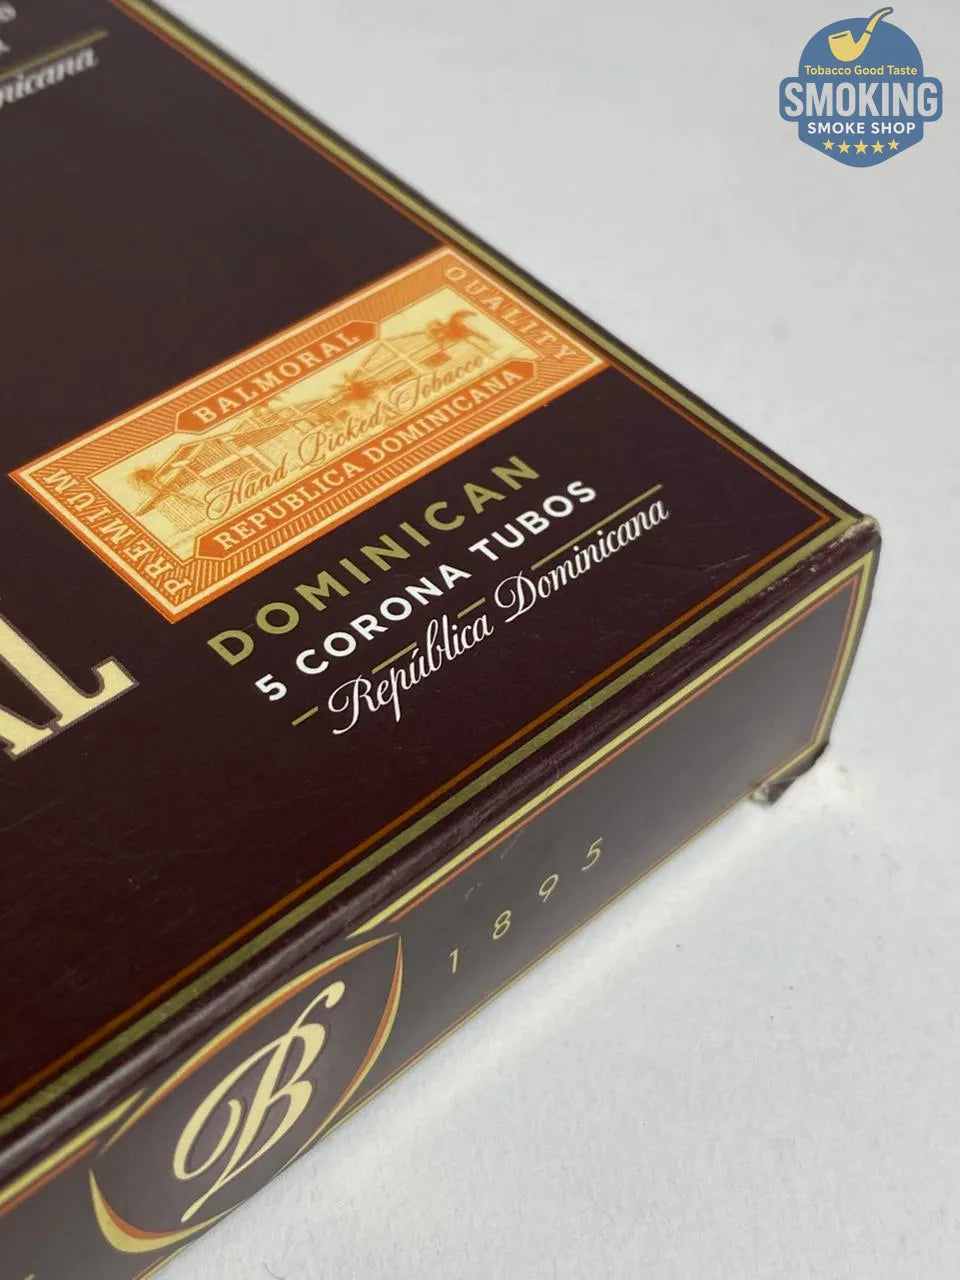 Tobacco Good Taste
SMOKING
SMOKE SHOP
BALMORAL
QUALITY
Hand Picked Tobacco
PREMIUM
REPUBLICA DOMINICANA
DOMINICAN
5 CORONA TUBOS
República Dominicana
1895
B